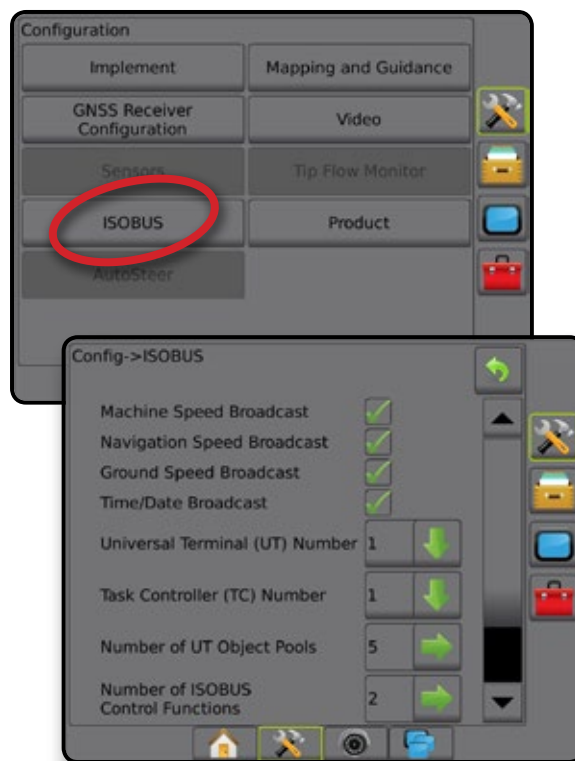 Configuration
Implement
Mapping and Guidance
GNSS Receiver
Configuration
Video
Sensors
Tip Flow Monitor
ISOBUS
Product
AutoSteer
Config->ISOBUS
Machine Speed Broadcast
Navigation Speed Broadcast
Ground Speed Broadcast
Time/Date Broadcast
Universal Terminal (UT) Number 1
Task Controller (TC) Number 1
Number of UT Object Pools 5
Number of ISOBUS
Control Functions 2